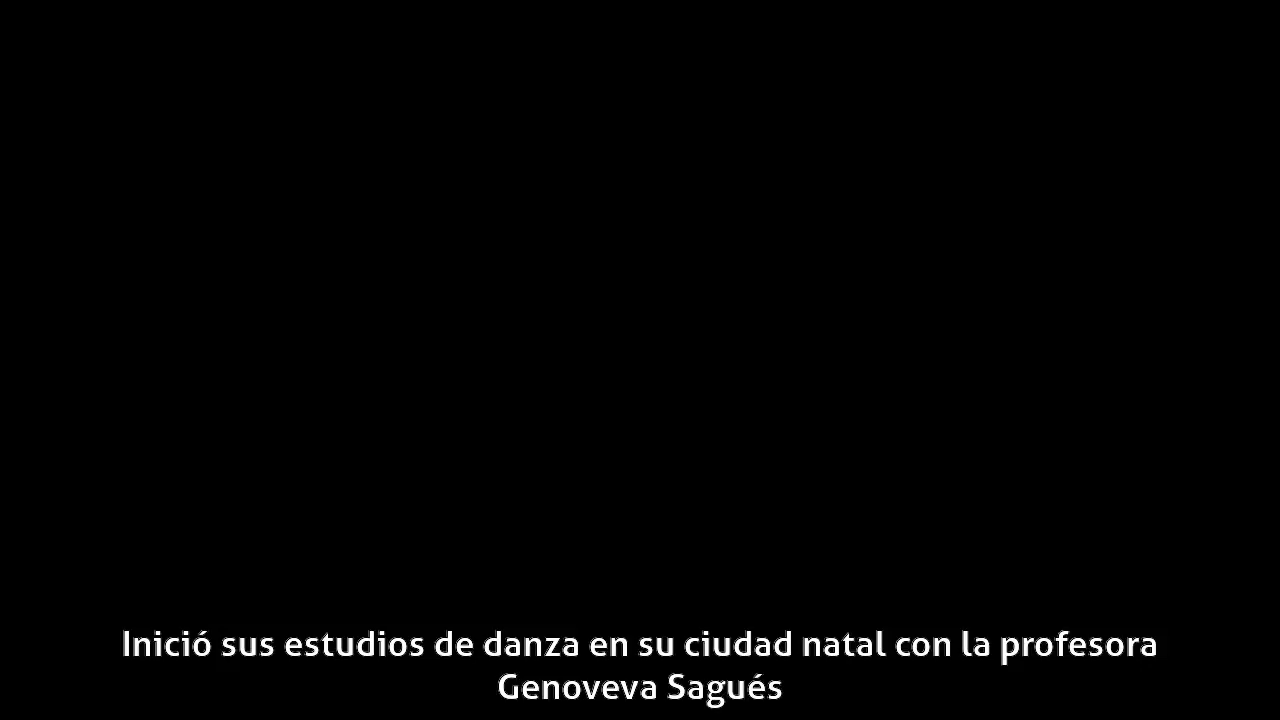 Inició sus estudios de danza en su ciudad natal con la profesora
Genoveva Sagués